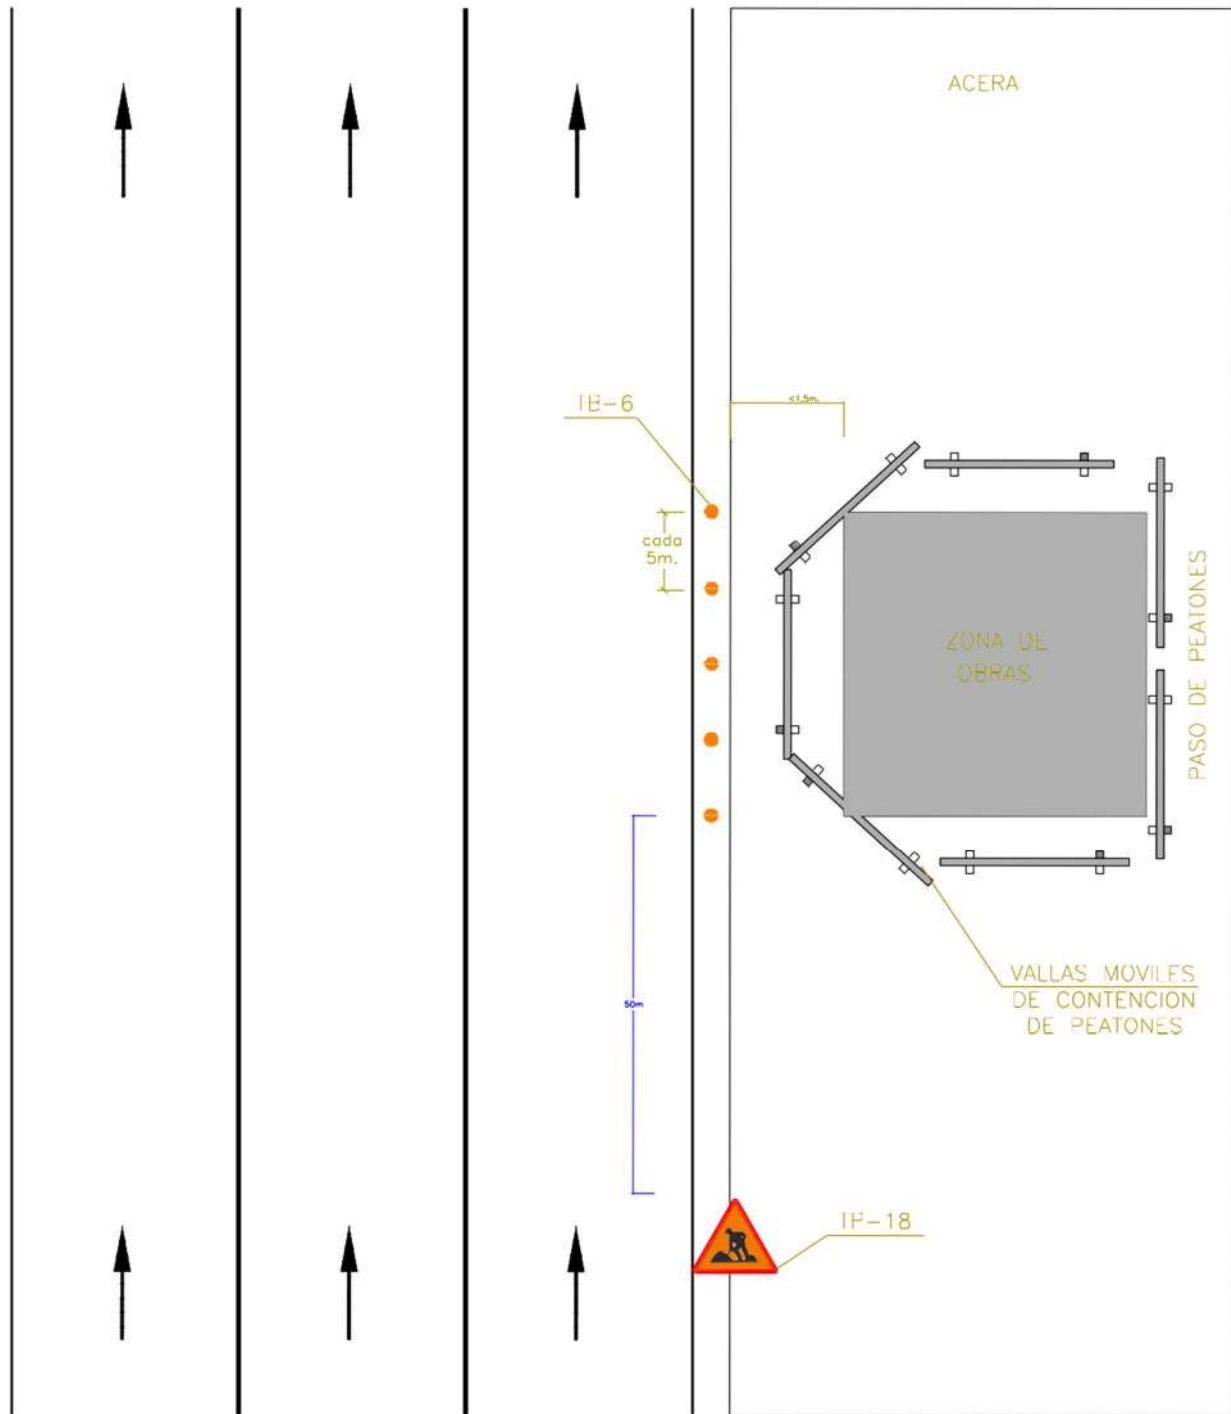 ACERA
TB-6
<1,5m.
cada
5m.
ZONA DE
OBRAS
PASO DE PEATONES
50m
VALLAS MOVILES
DE CONTENCION
DE PEATONES
TP-18